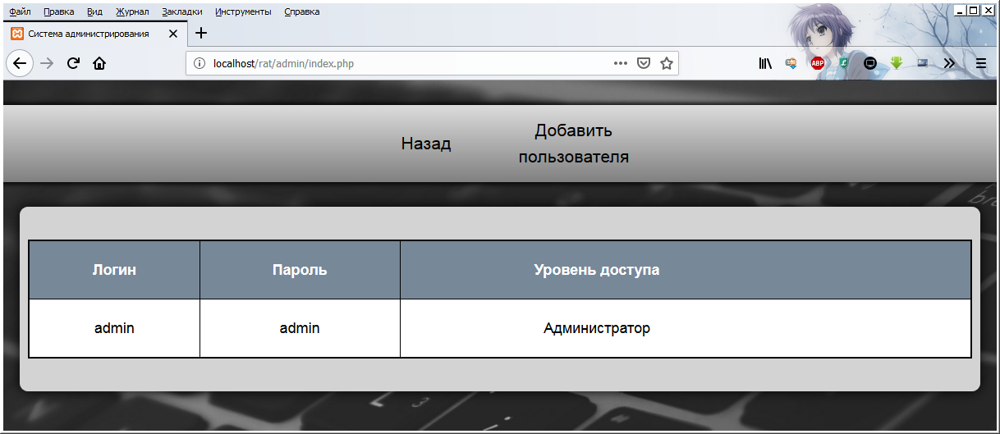 Файл Правка Вид Журнал Закладки Инструменты Справка
Система администрирования
localhost/rat/admin/index.php
ABP
Назад
Добавить
пользователя
Логин Пароль Уровень доступа
admin admin Администратор